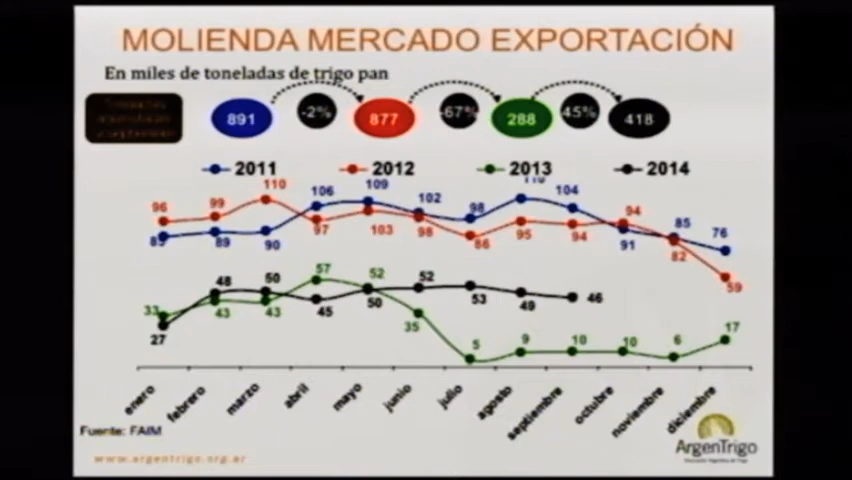 MOLIENDA MERCADO EXPORTACIÓN
En miles de toneladas de trigo pan
891 -2% 877 -67% 288 45% 418
2011 2012 2013 2014
96 99 110 106 109 102 98 110 104 94 85 76
85 89 90 97 103 98 86 95 94 91 82 59
33 48 50 57 52 52 53 49 46
27 43 43 45 50 35 5 9 10 10 6 17
enero febrero marzo abril mayo junio julio agosto septiembre octubre noviembre diciembre
Fuente: FAIM
www.argentrigo.org.ar
ArgenTrigo